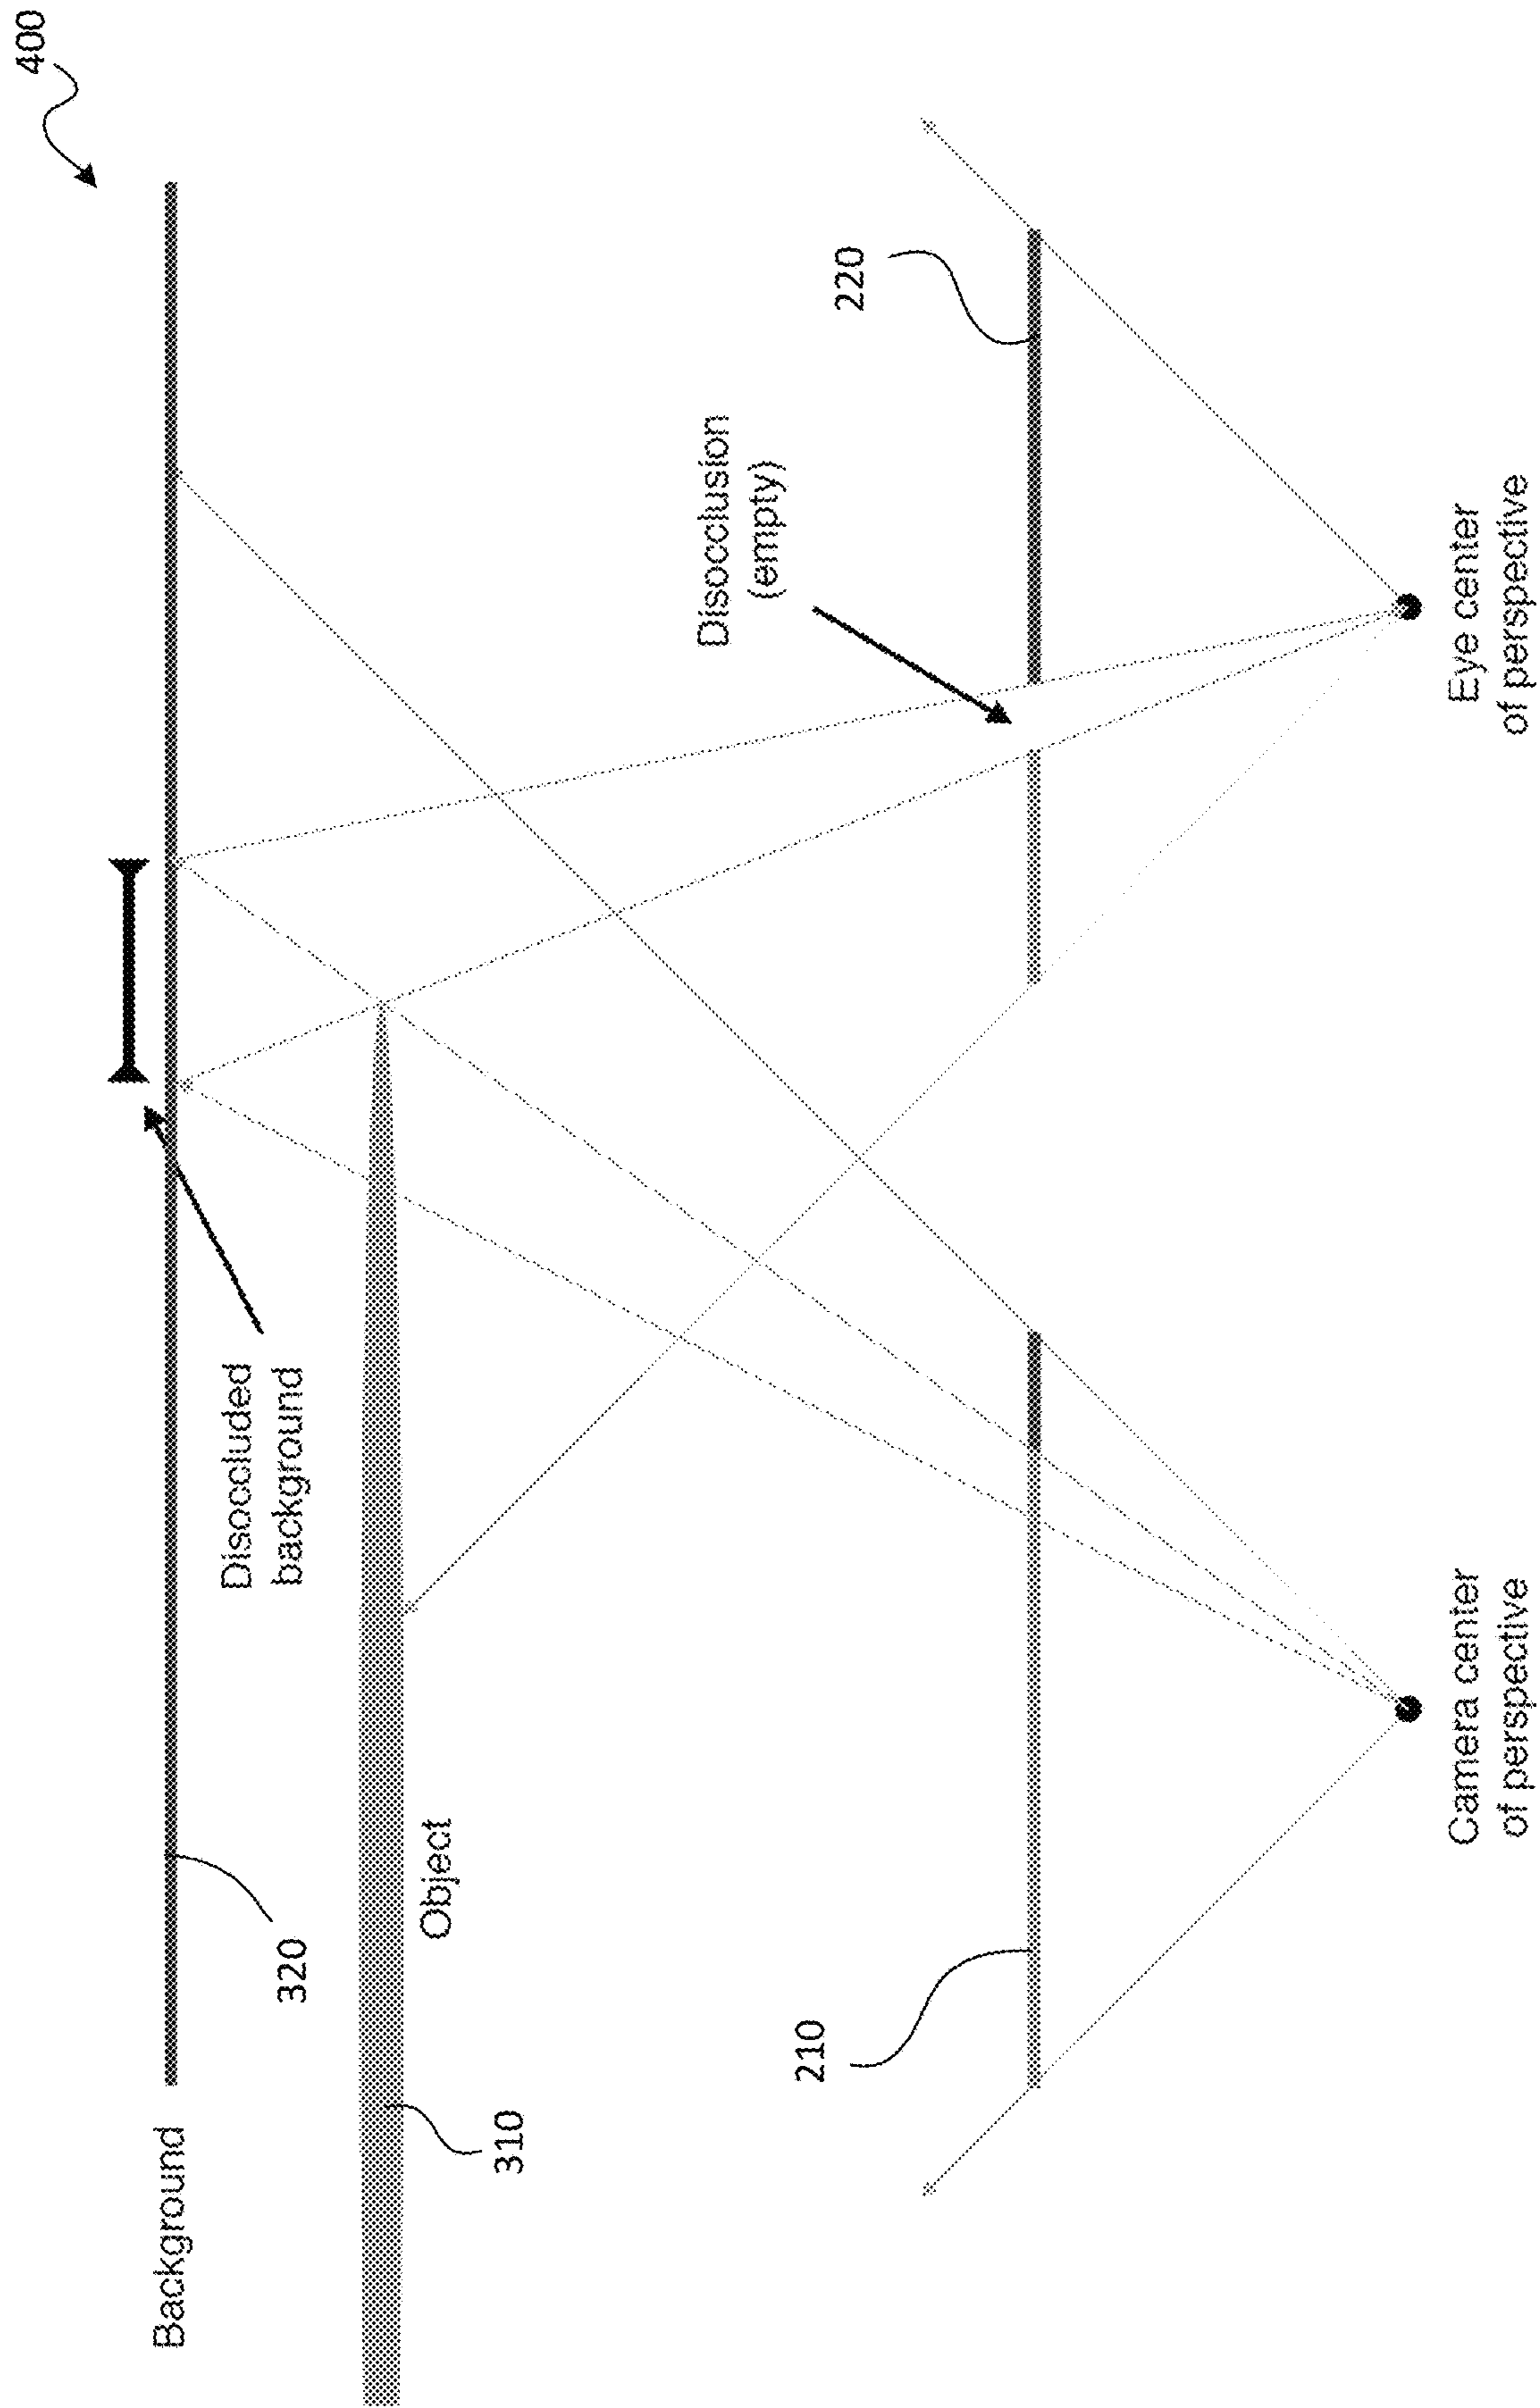 400
Background
320
Disoccluded
background
310
Object
Disocclusion
(empty)
210
220
Camera center
of perspective
Eye center
of perspective